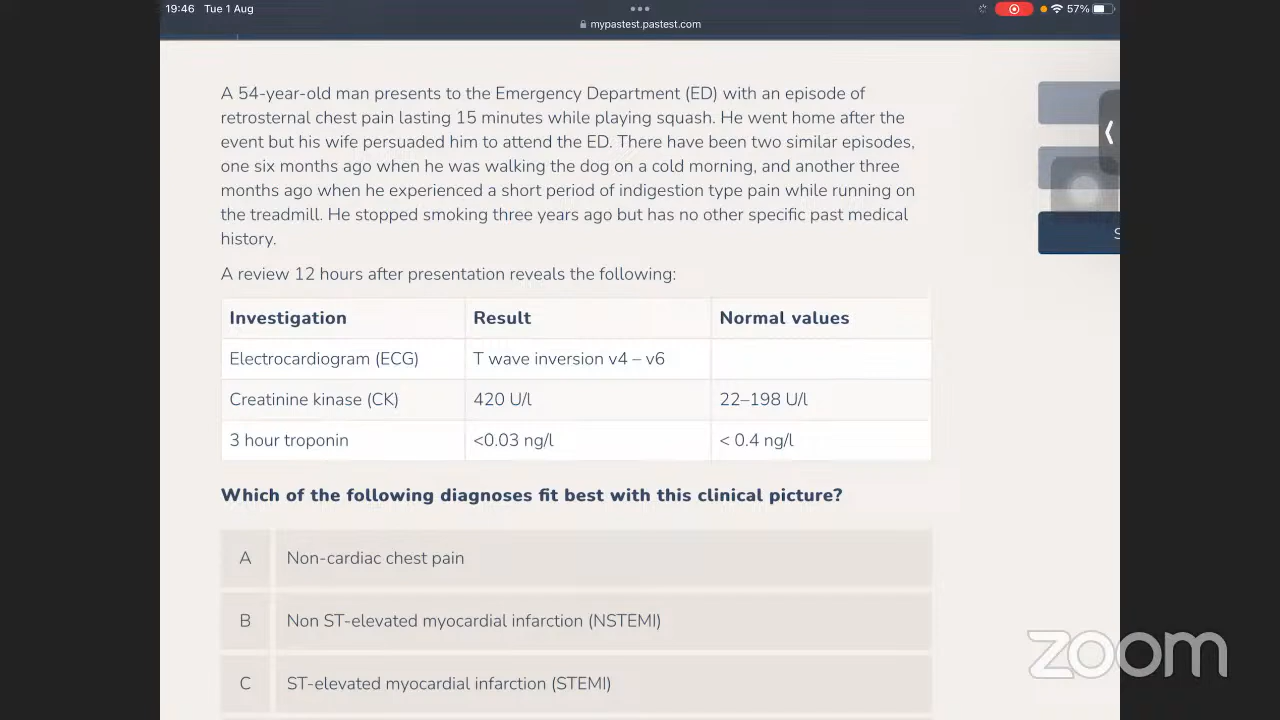 19:46 Tue 1 Aug
57%
mypastest.pastest.com
A 54-year-old man presents to the Emergency Department (ED) with an episode of
retrosternal chest pain lasting 15 minutes while playing squash. He went home after the
event but his wife persuaded him to attend the ED. There have been two similar episodes,
one six months ago when he was walking the dog on a cold morning, and another three
months ago when he experienced a short period of indigestion type pain while running on
the treadmill. He stopped smoking three years ago but has no other specific past medical
history.
A review 12 hours after presentation reveals the following:
Investigation Result Normal values
Electrocardiogram (ECG) T wave inversion v4 – v6
Creatinine kinase (CK) 420 U/l 22–198 U/l
3 hour troponin <0.03 ng/l < 0.4 ng/l
Which of the following diagnoses fit best with this clinical picture?
A Non-cardiac chest pain
B Non ST-elevated myocardial infarction (NSTEMI)
C ST-elevated myocardial infarction (STEMI)
zoom